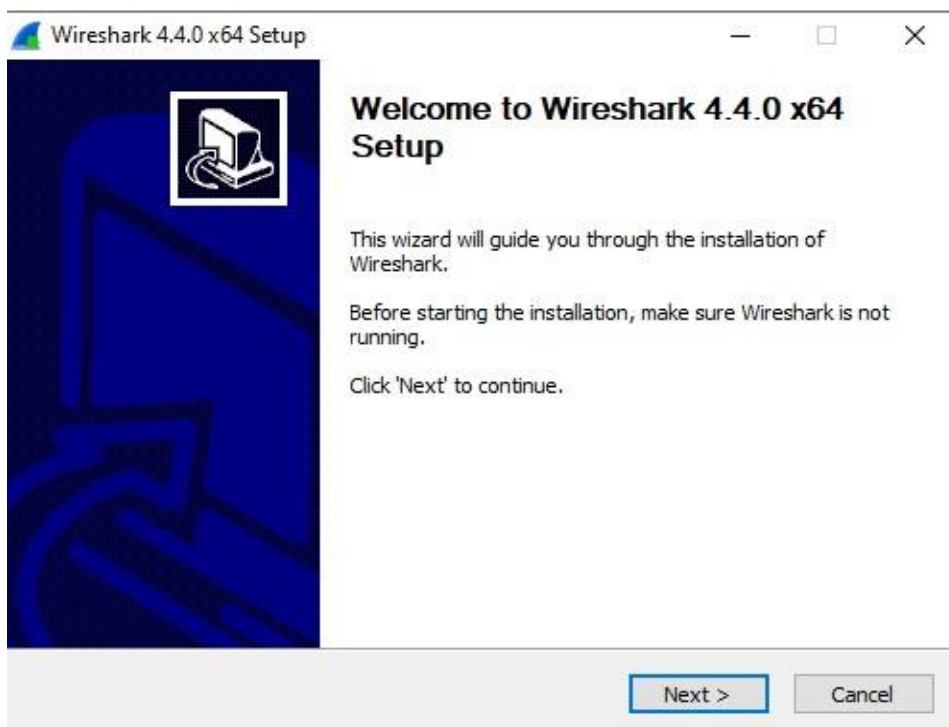 Wireshark 4.4.0 x64 Setup
Welcome to Wireshark 4.4.0 x64
Setup
This wizard will guide you through the installation of
Wireshark.
Before starting the installation, make sure Wireshark is not
running.
Click 'Next' to continue.
Next >
Cancel